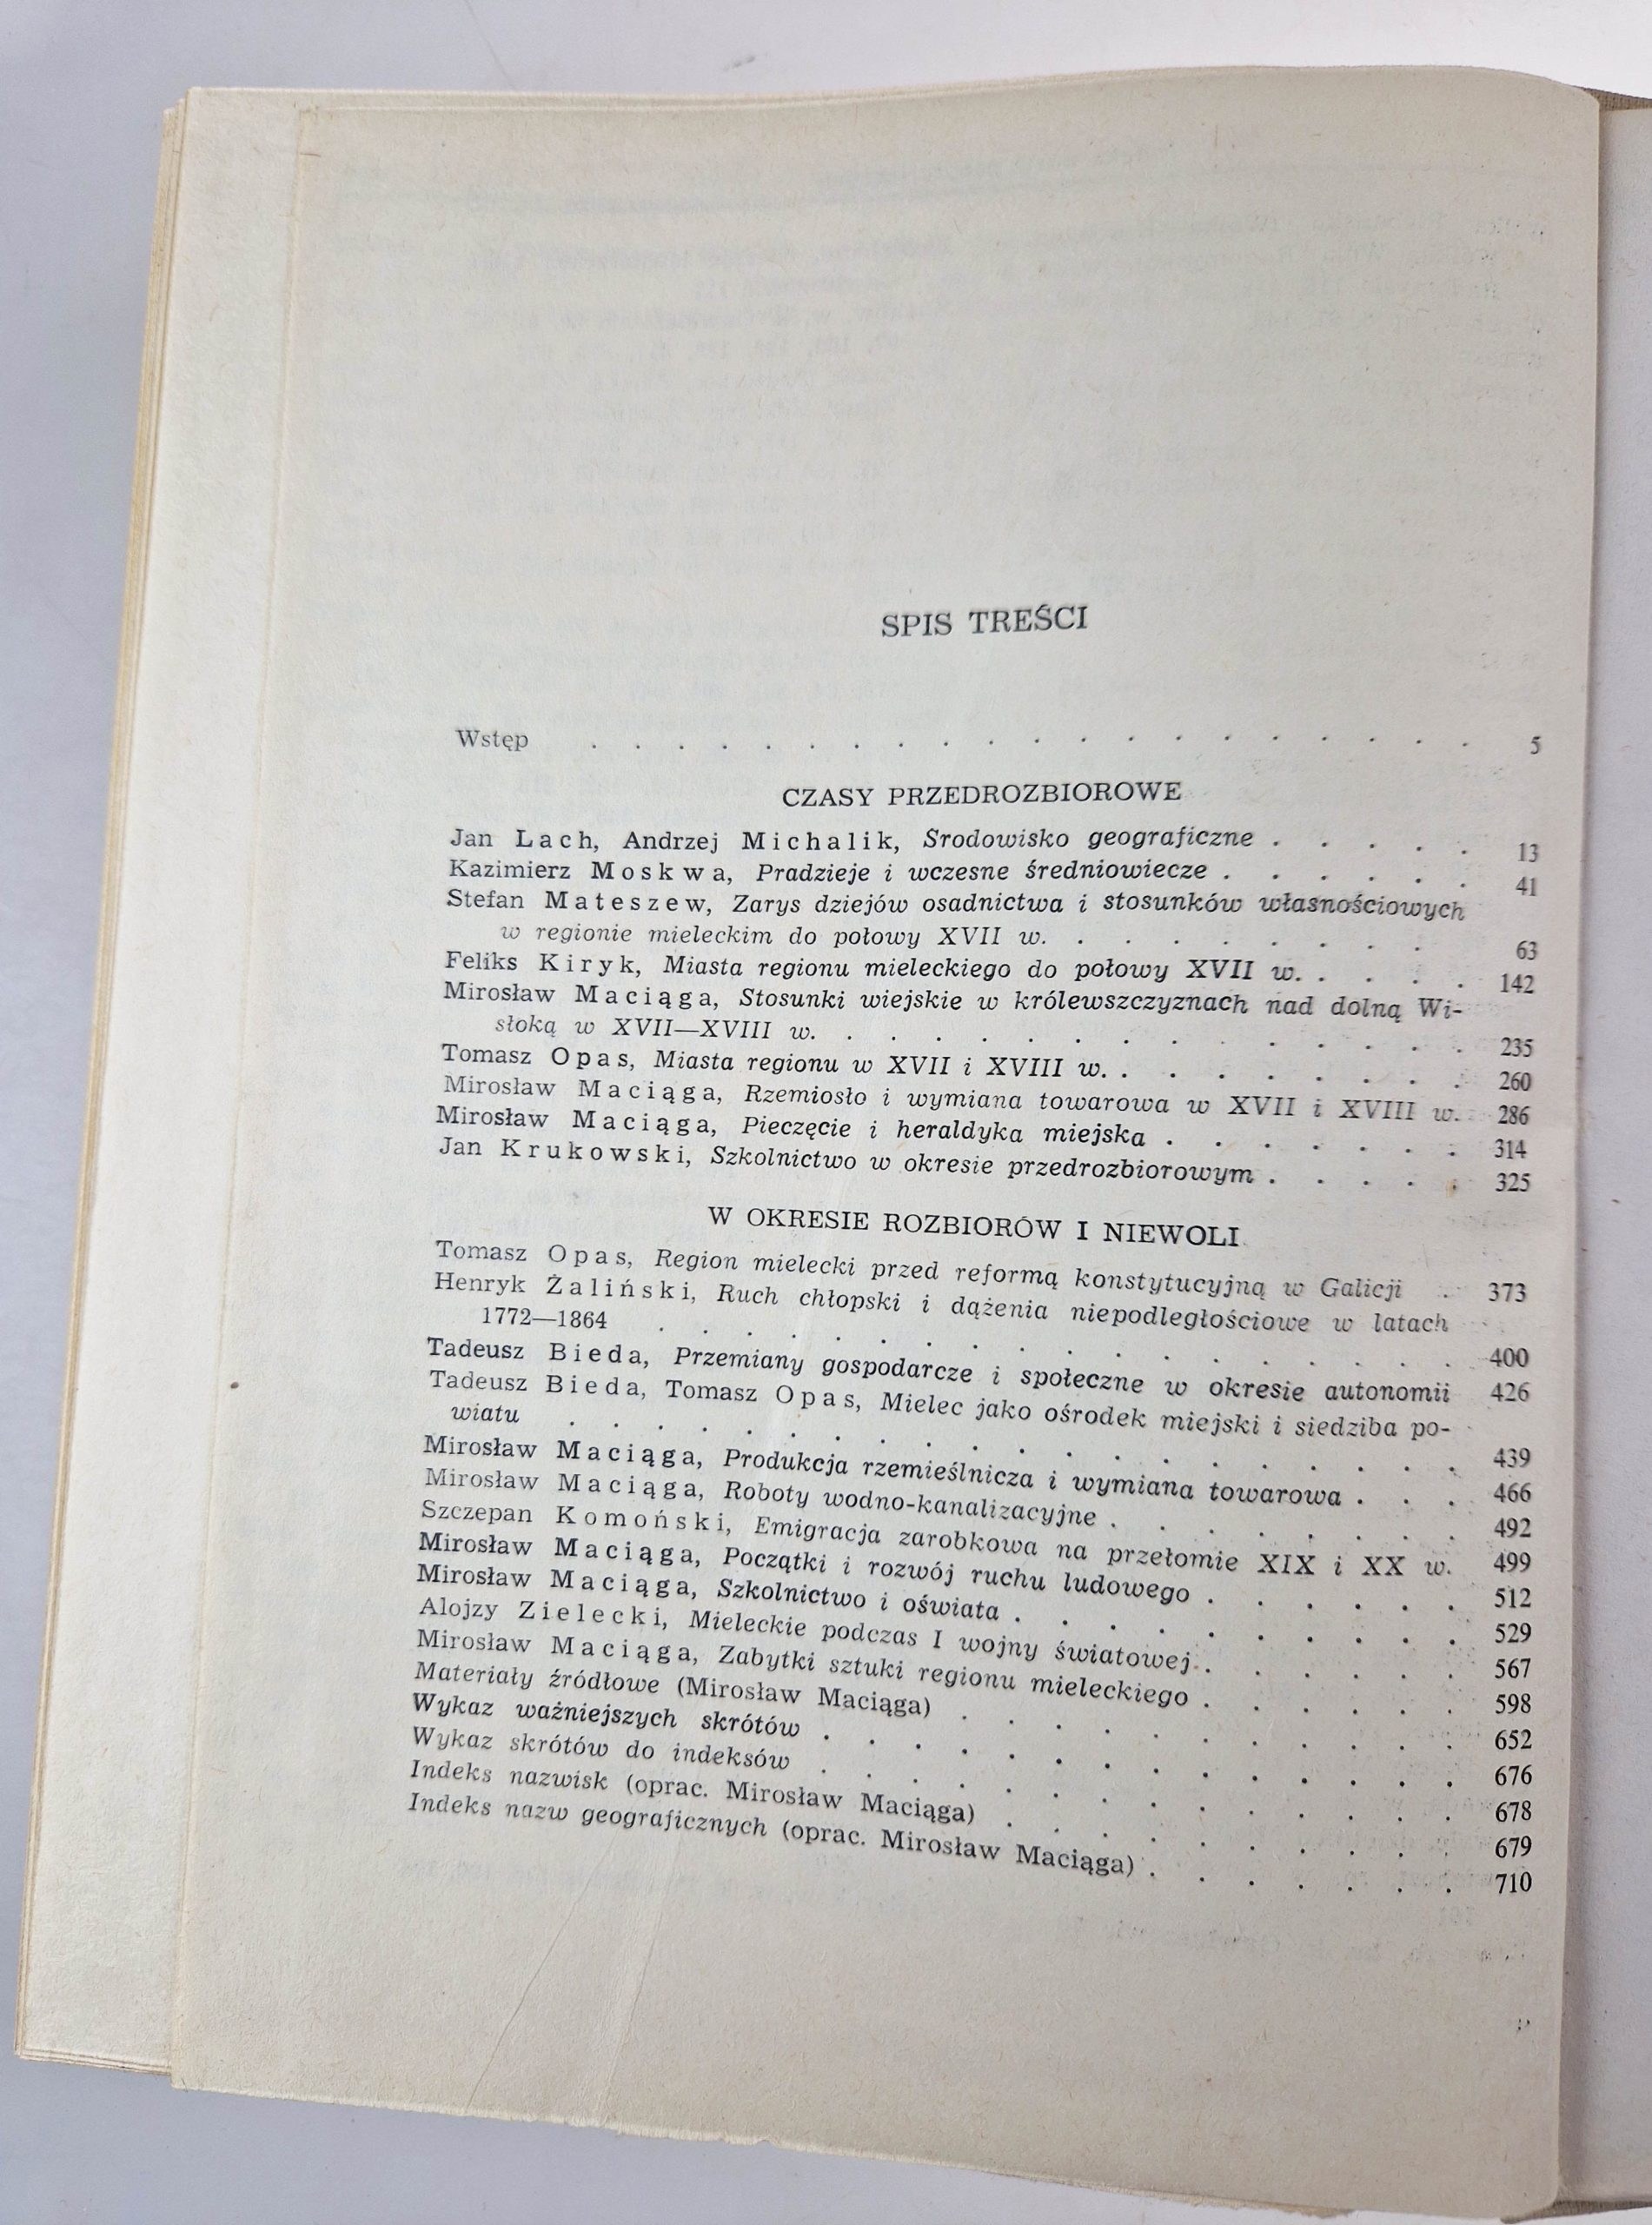 SPIS TREŚCI
Wstęp . . . . . . . . . . . . . . . . . . . . 5
CZASY PRZEDROZBIOROWE
Jan Lach, Andrzej Michalik, Srodowisko geograficzne . . . . . 13
Kazimierz Moskwa, Pradzieje i wczesne średniowiecze . . . . . . 41
Stefan Mateszew, Zarys dziejów osadnictwa i stosunków własnościowych
w regionie mieleckim do połowy XVII w. . . . . . . . . 63
Feliks Kiryk, Miasta regionu mieleckiego do połowy XVII w. . . . . 142
Mirosław Maciąga, Stosunki wiejskie w królewszczyznach nad dolną Wi-
słoką w XVII—XVIII w. . . . . . . . . . . . . . . 235
Tomasz Opas, Miasta regionu w XVII i XVIII w. . . . . . . . . 260
Mirosław Maciąga, Rzemiosło i wymiana towarowa w XVII i XVIII w. 286
Mirosław Maciąga, Pieczęcie i heraldyka miejska . . . . . . . 314
Jan Krukowski, Szkolnictwo w okresie przedrozbiorowym . . . . . 325
W OKRESIE ROZBIORÓW I NIEWOLI
Tomasz Opas, Region mielecki przed reformą konstytucyjną w Galicji . 373
Henryk Żaliński, Ruch chłopski i dążenia niepodległościowe w latach
1772—1864 . . . . . . . . . . . . . . . . . . 400
Tadeusz Bieda, Przemiany gospodarcze i społeczne w okresie autonomii 426
Tadeusz Bieda, Tomasz Opas, Mielec jako ośrodek miejski i siedziba po-
wiatu . . . . . . . . . . . . . . . . . . . . 439
Mirosław Maciąga, Produkcja rzemieślnicza i wymiana towarowa . . . 466
Mirosław Maciąga, Roboty wodno-kanalizacyjne . . . . . . . . 492
Szczepan Komoński, Emigracja zarobkowa na przełomie XIX i XX w. 499
Mirosław Maciąga, Początki i rozwój ruchu ludowego . . . . . . 512
Mirosław Maciąga, Szkolnictwo i oświata . . . . . . . . . . 529
Alojzy Zielecki, Mieleckie podczas I wojny światowej . . . . . . 567
Mirosław Maciąga, Zabytki sztuki regionu mieleckiego . . . . . . 598
Materiały źródłowe (Mirosław Maciąga) . . . . . . . . . . . 652
Wykaz ważniejszych skrótów . . . . . . . . . . . . . . 676
Wykaz skrótów do indeksów . . . . . . . . . . . . . . 678
Indeks nazwisk (oprac. Mirosław Maciąga) . . . . . . . . . . 679
Indeks nazw geograficznych (oprac. Mirosław Maciąga) . . . . . . . 710